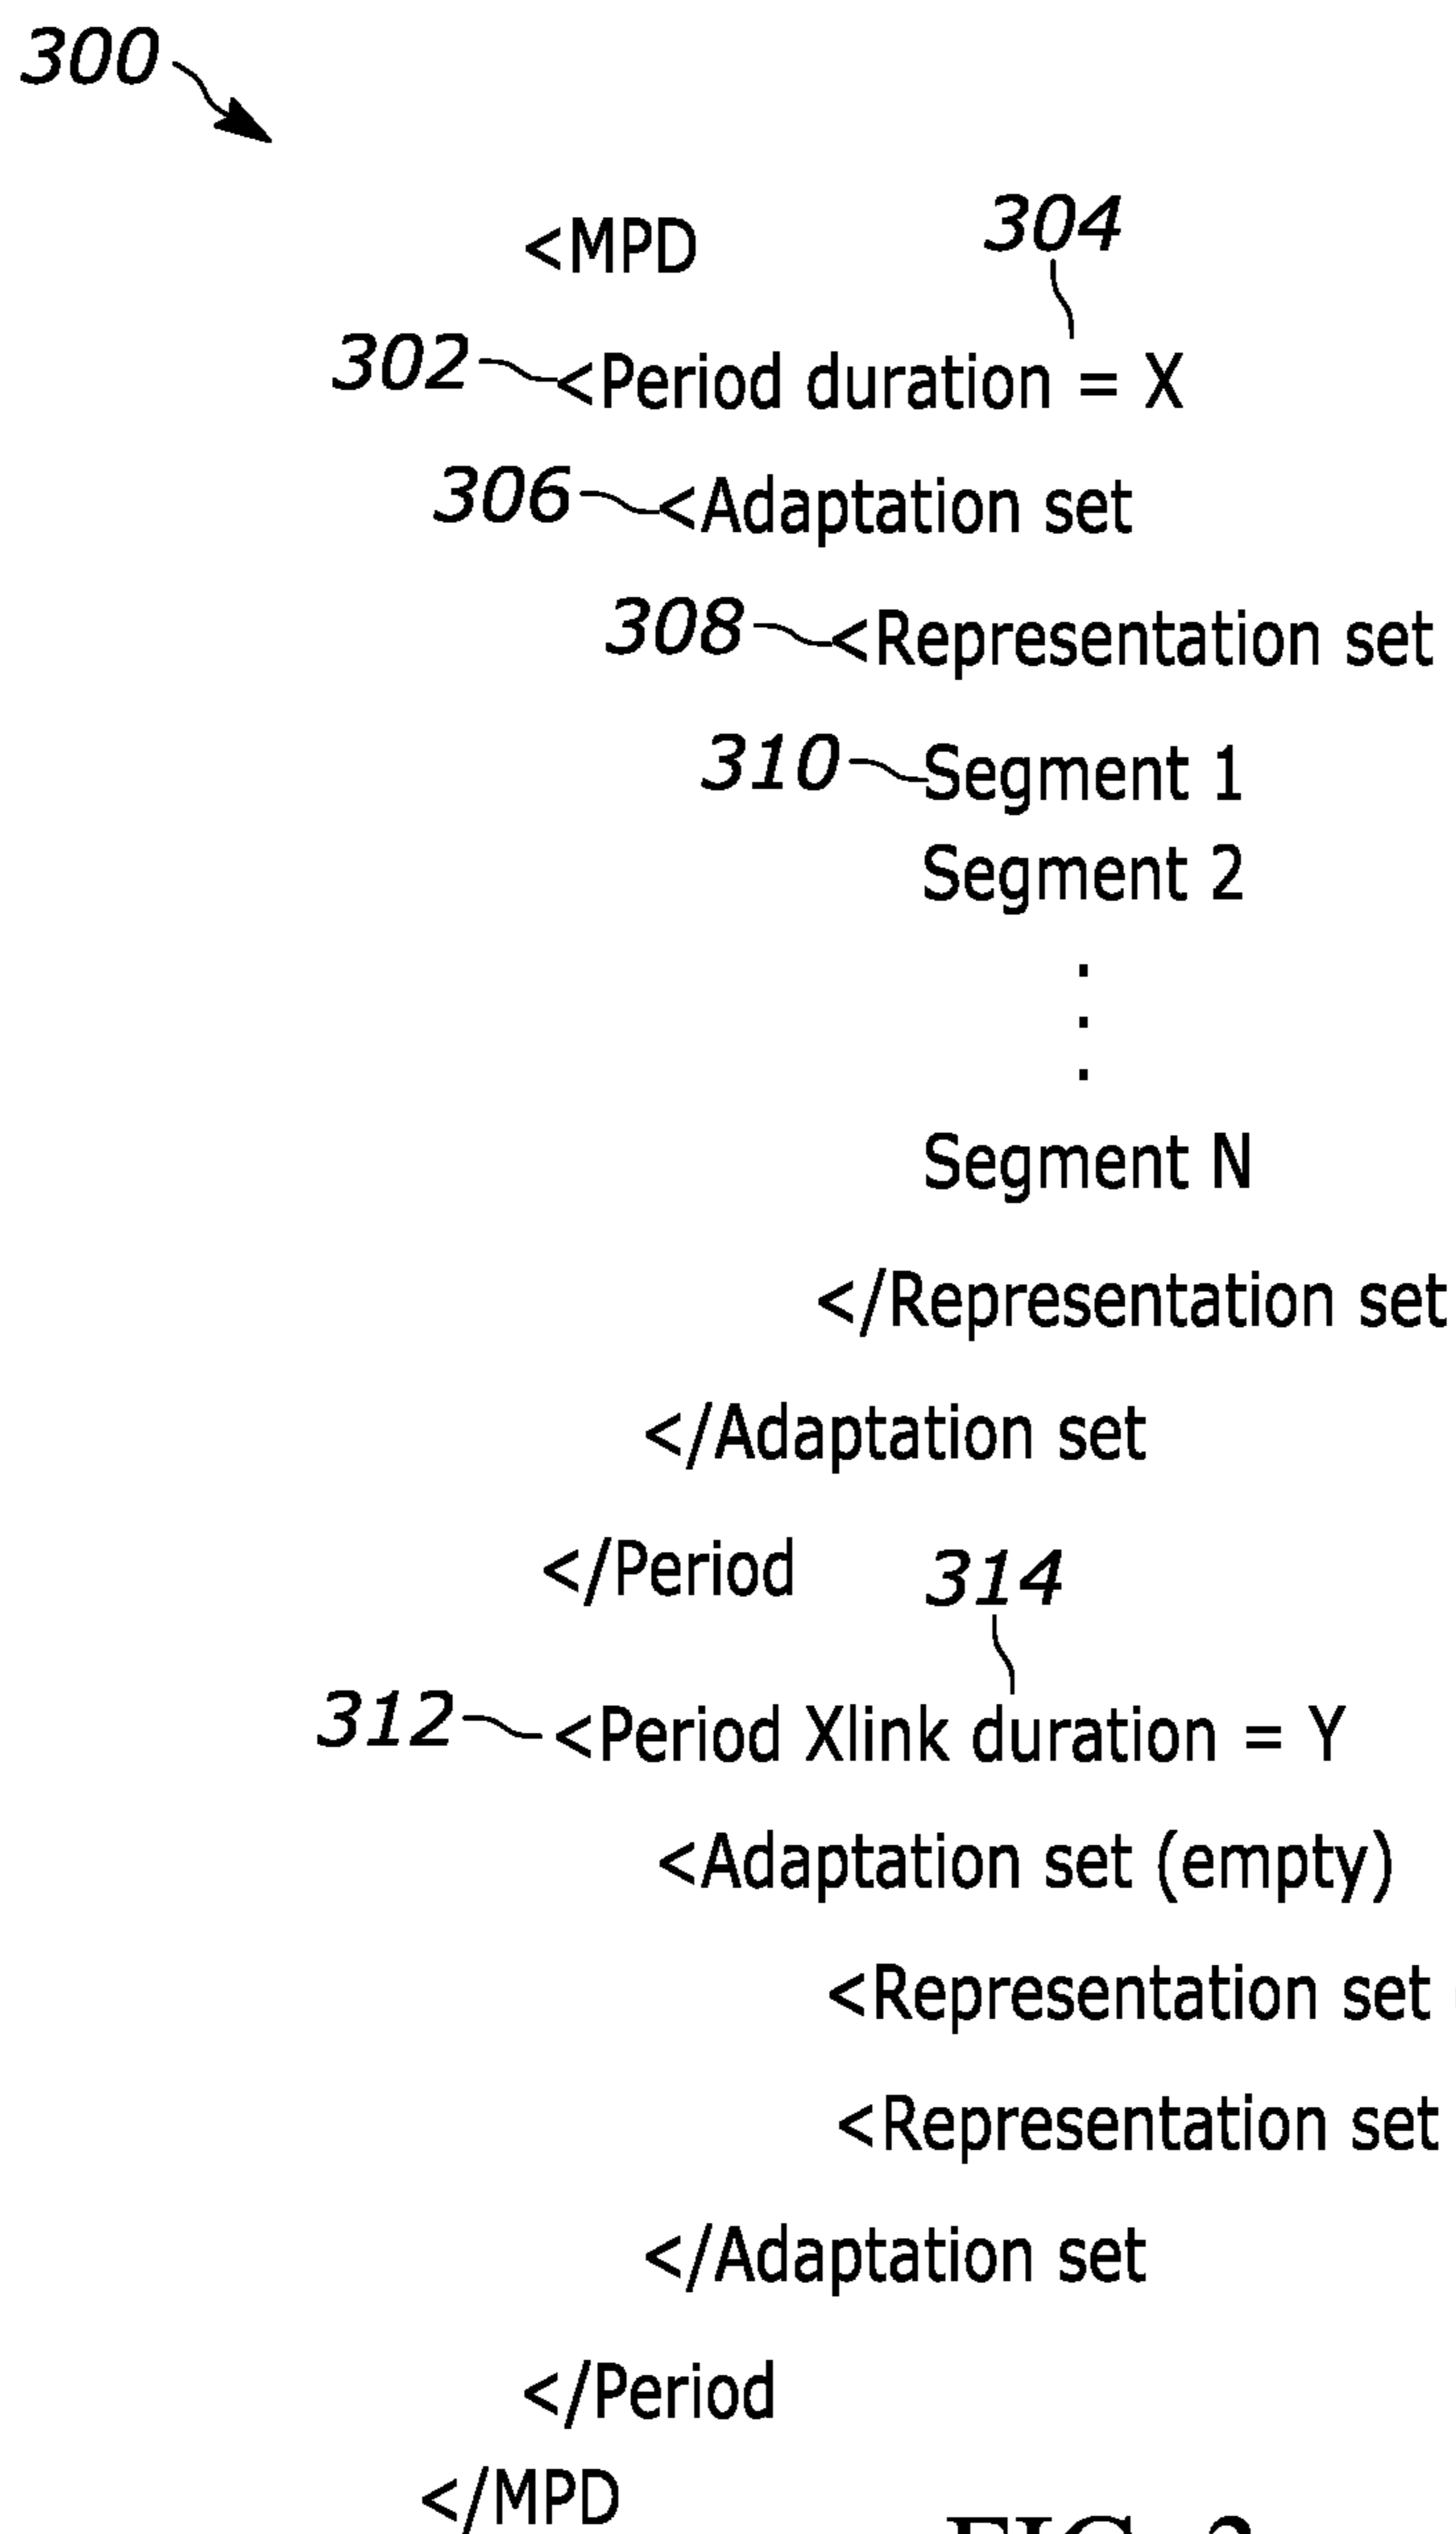 300
<MPD
304
302 <Period duration = X
306 <Adaptation set
308 <Representation set
310 Segment 1
Segment 2
.
.
.
Segment N
</Representation set
</Adaptation set
</Period
314
312 <Period Xlink duration = Y
<Adaptation set (empty)
<Representation set
<Representation set
</Adaptation set
</Period
</MPD
FIG.